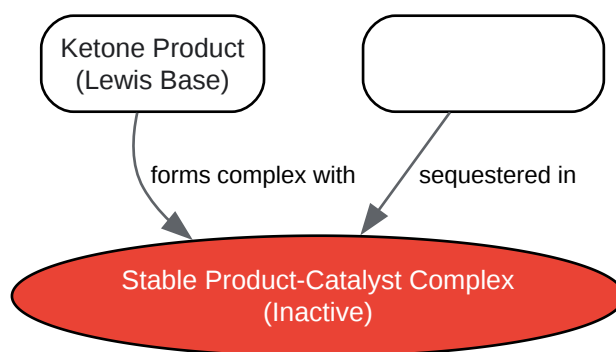 Ketone Product
(Lewis Base)
forms complex with
sequestered in
Stable Product-Catalyst Complex
(Inactive)